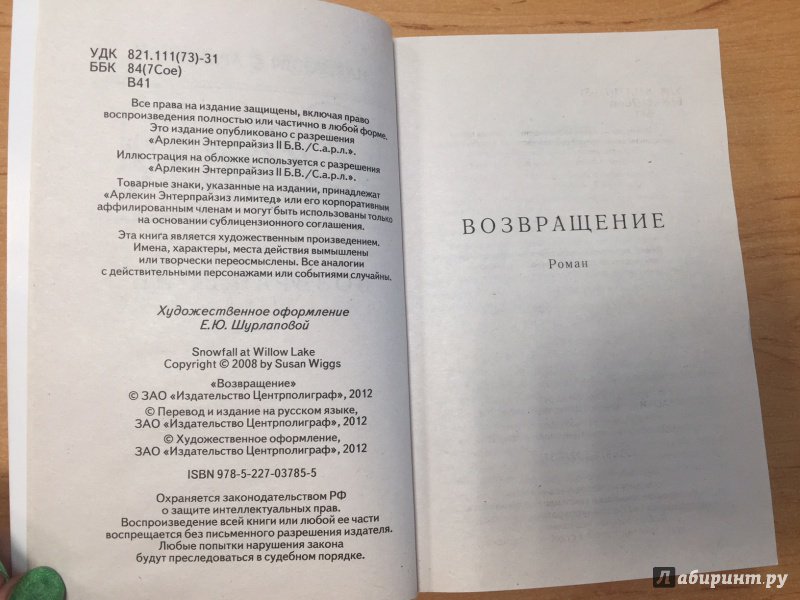 УДК 821.111(73)-31
ББК 84(7Сое)
В41
Все права на издание защищены, включая право
воспроизведения полностью или частично в любой форме.
Это издание опубликовано с разрешения
«Арлекин Энтерпрайзиз II Б.В./С.а.р.л.».
Иллюстрация на обложке используется с разрешения
«Арлекин Энтерпрайзиз II Б.В./С.а.р.л.».
Товарные знаки, указанные на издании, принадлежат
«Арлекин Энтерпрайзиз лимитед» или его корпоративным
аффилированным членам и могут быть использованы только
на основании сублицензионного соглашения.
Эта книга является художественным произведением.
Имена, характеры, места действия вымышлены
или творчески переосмыслены. Все аналогии
с действительными персонажами или событиями случайны.
Художественное оформление
Е.Ю. Шурлаповой
Snowfall at Willow Lake
Copyright © 2008 by Susan Wiggs
«Возвращение»
© ЗАО «Издательство Центрполиграф», 2012
© Перевод и издание на русском языке,
ЗАО «Издательство Центрполиграф», 2012
© Художественное оформление,
ЗАО «Издательство Центрполиграф», 2012
ISBN 978-5-227-03785-5
Охраняется законодательством РФ
о защите интеллектуальных прав.
Воспроизведение всей книги или любой ее части
воспрещается без письменного разрешения издателя.
Любые попытки нарушения закона
будут преследоваться в судебном порядке.
ВОЗВРАЩЕНИЕ
Роман
Лабиринт.ру